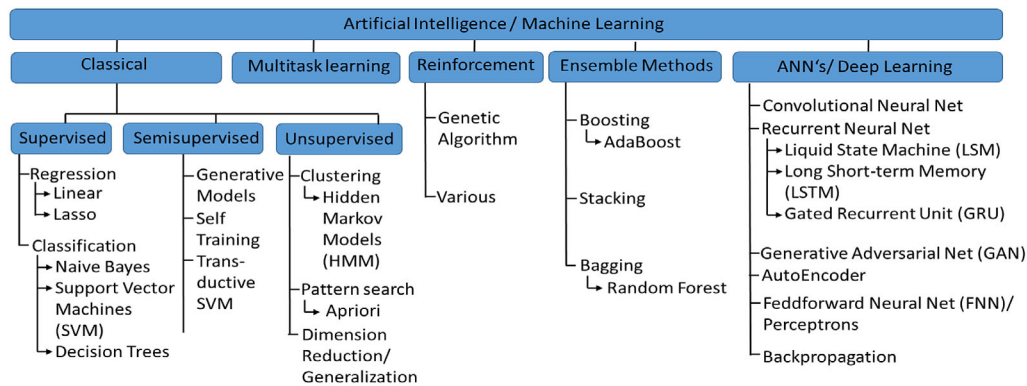 Artificial Intelligence / Machine Learning
Classical
Multitask learning
Reinforcement
Ensemble Methods
ANN's/ Deep Learning
Supervised
Semisupervised
Unsupervised
Regression
Linear
Lasso
Classification
Naive Bayes
Support Vector
Machines
(SVM)
Decision Trees
Generative
Models
Self
Training
Trans-
ductive
SVM
Clustering
Hidden
Markov
Models
(HMM)
Pattern search
Apriori
Dimension
Reduction/
Generalization
Genetic
Algorithm
Various
Boosting
AdaBoost
Stacking
Bagging
Random Forest
Convolutional Neural Net
Recurrent Neural Net
Liquid State Machine (LSM)
Long Short-term Memory
(LSTM)
Gated Recurrent Unit (GRU)
Generative Adversarial Net (GAN)
AutoEncoder
Feddforward Neural Net (FNN)/
Perceptrons
Backpropagation